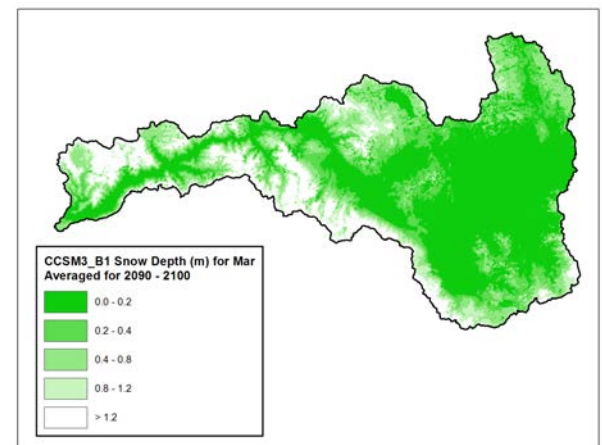 CCSM3_B1 Snow Depth (m) for Mar
Averaged for 2090 - 2100
0.0 - 0.2
0.2 - 0.4
0.4 - 0.8
0.8 - 1.2
> 1.2